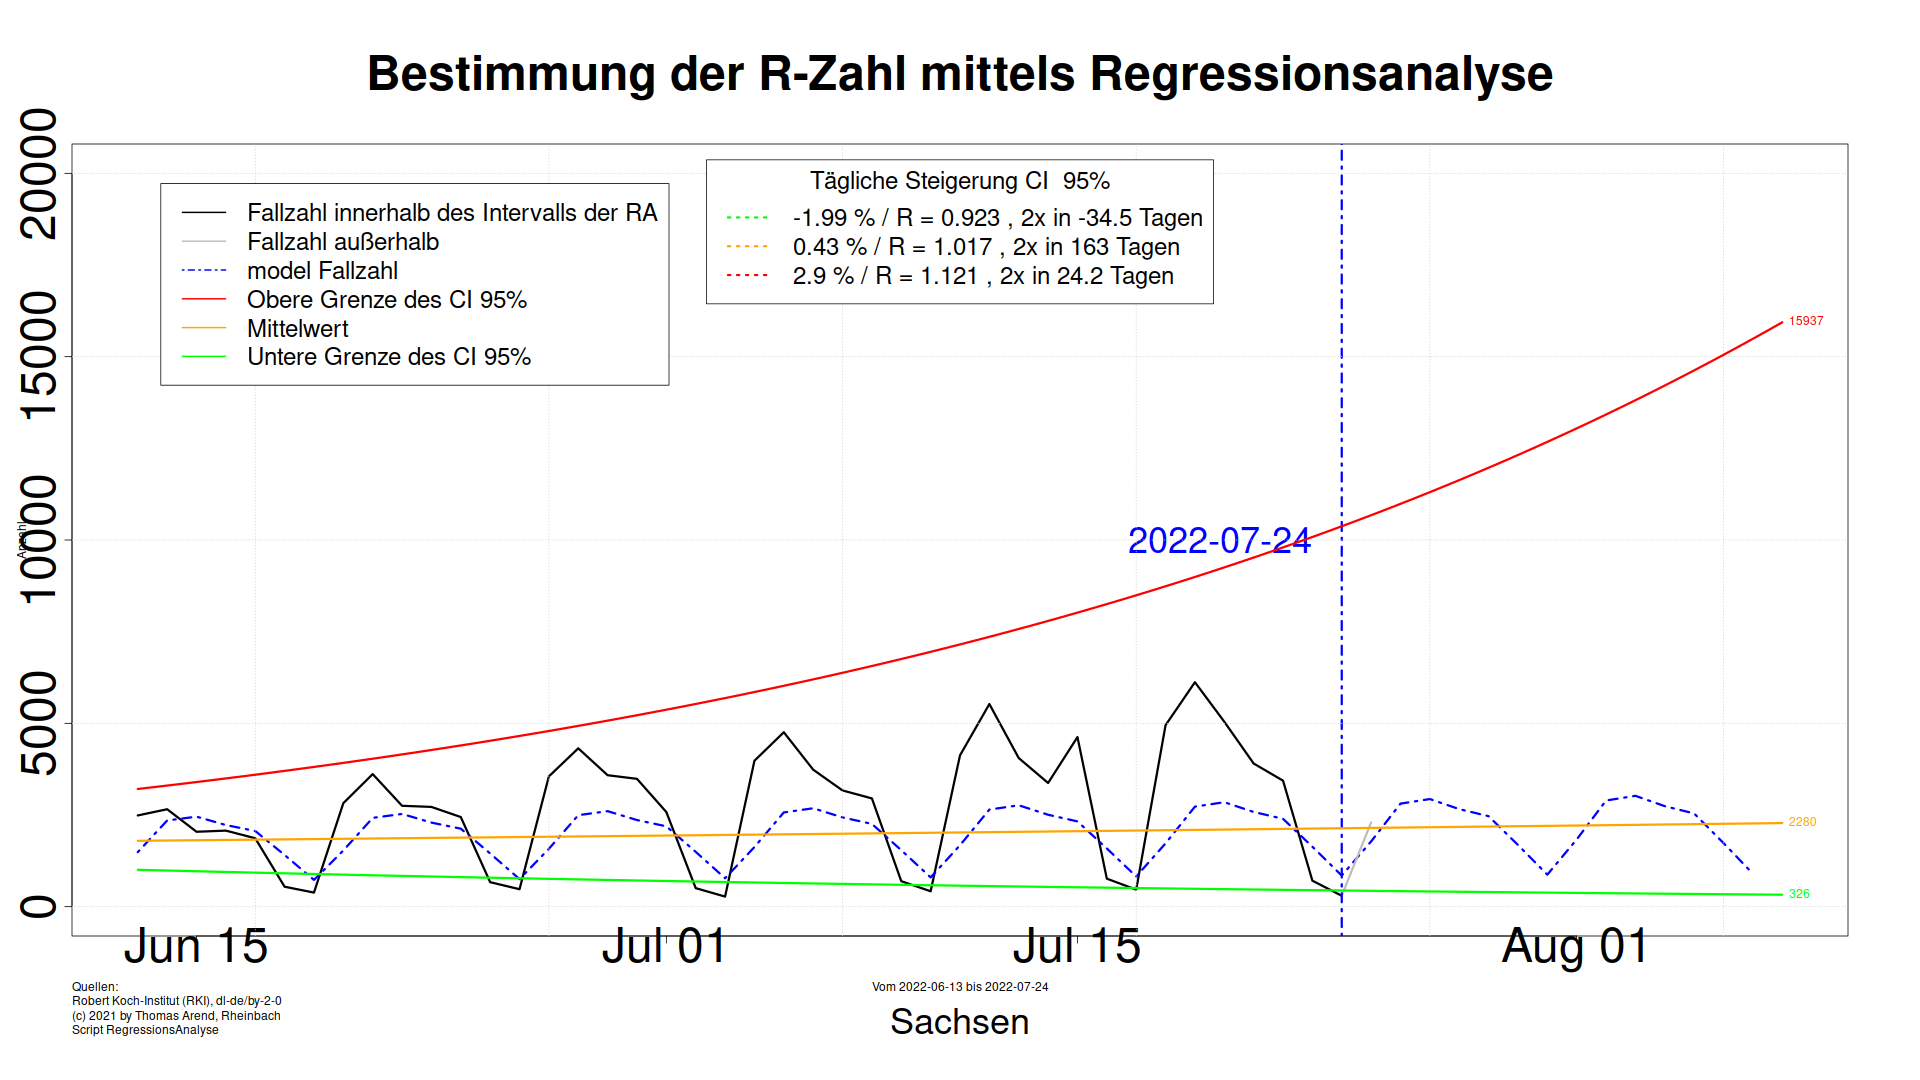 Bestimmung der R-Zahl mittels Regressionsanalyse
20000
15000
10000
5000
0
Anzahl
Fallzahl innerhalb des Intervalls der RA
Fallzahl außerhalb
model Fallzahl
Obere Grenze des CI 95%
Mittelwert
Untere Grenze des CI 95%
Tägliche Steigerung CI  95%
-1.99 % / R = 0.923 , 2x in -34.5 Tagen
0.43 % / R = 1.017 , 2x in 163 Tagen
2.9 % / R = 1.121 , 2x in 24.2 Tagen
15937
2022-07-24
2280
326
Jun 15
Jul 01
Jul 15
Aug 01
Quellen:
Robert Koch-Institut (RKI), dl-de/by-2-0
(c) 2021 by Thomas Arend, Rheinbach
Script RegressionsAnalyse
Vom 2022-06-13 bis 2022-07-24
Sachsen